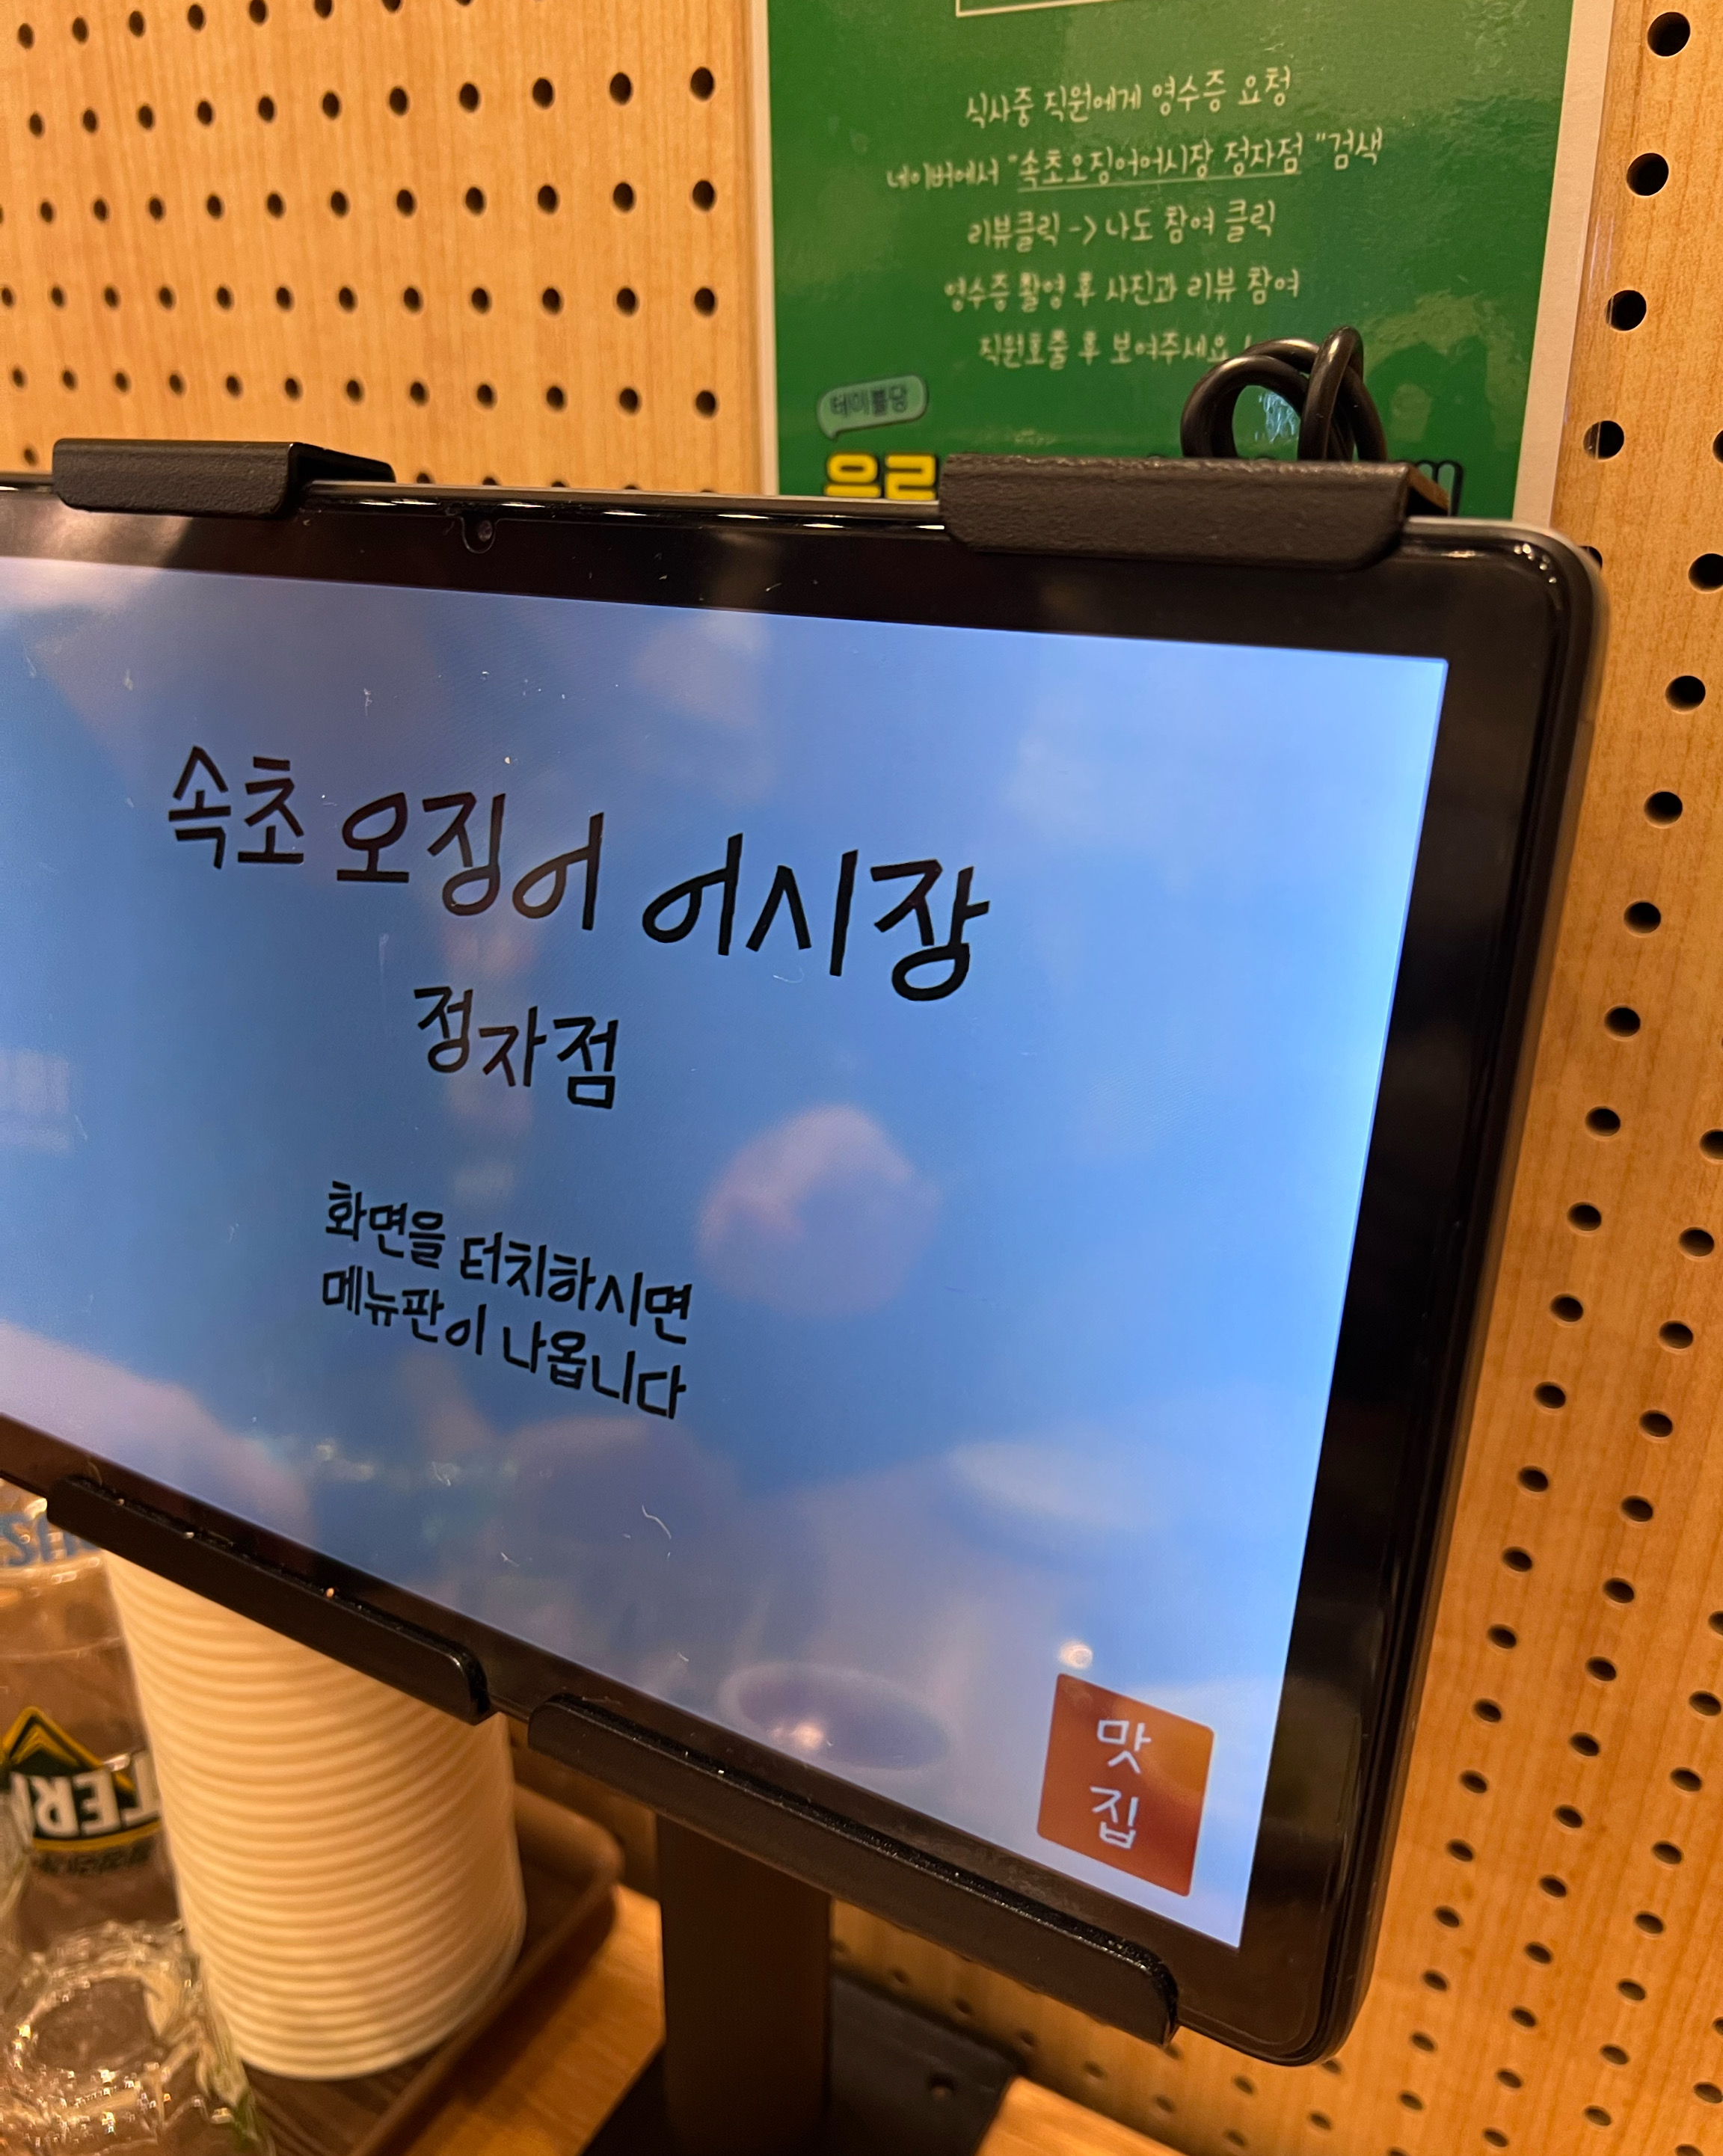 식사중 직원에게 영수증 요청
네이버에서 "속초오징어어시장 정자점 "검색
리뷰클릭 -> 나도 참여 클릭
영수증 촬영 후 사진과 리뷰 참여
직원호출 후 보여주세요
테이블당
속초 오징어 어시장
정자점
화면을 터치하시면
메뉴판이 나옵니다
맛
집